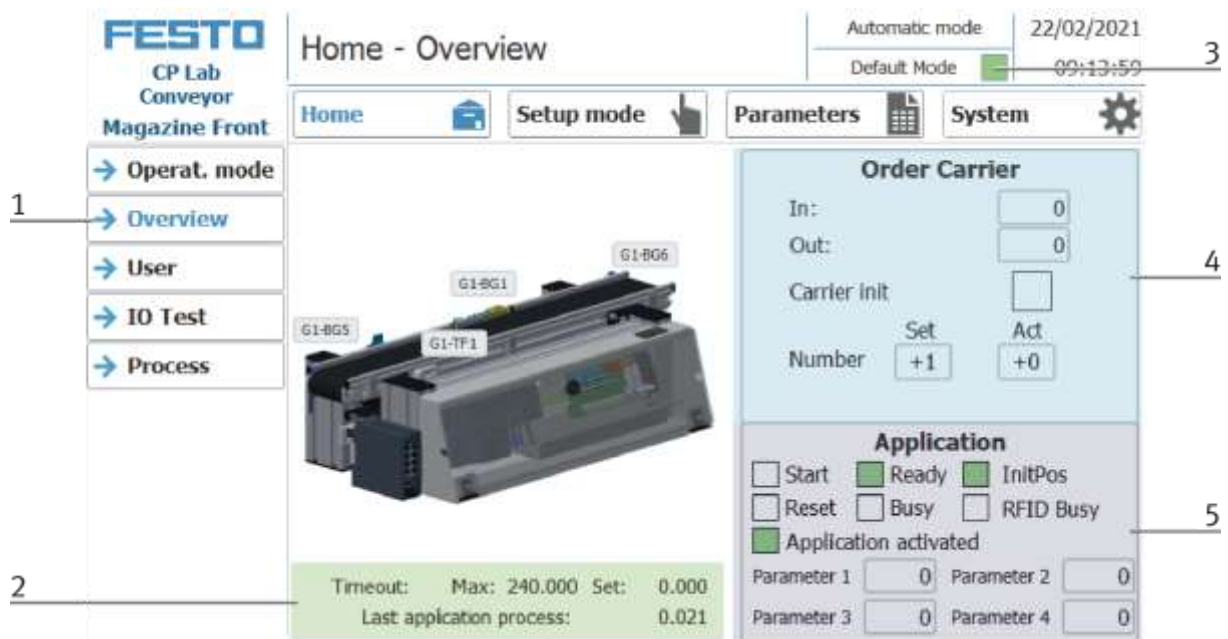 FESTO
CP Lab
Conveyor
Magazine Front
Home - Overview
Automatic mode
22/02/2021
Default Mode
09:13:59
3
Home
Setup mode
Parameters
System
Operat. mode
1
Overview
User
IO Test
Process
G1-BG6
G1-BG1
G1-BG5
G1-TF1
Order Carrier
In: 0
Out: 0
4
Carrier init
Set Act
Number +1 +0
Application
Start Ready InitPos
Reset Busy RFID Busy
5
Application activated
Parameter 1 0 Parameter 2 0
Parameter 3 0 Parameter 4 0
2
Timeout: Max: 240.000 Set: 0.000
Last application process: 0.021